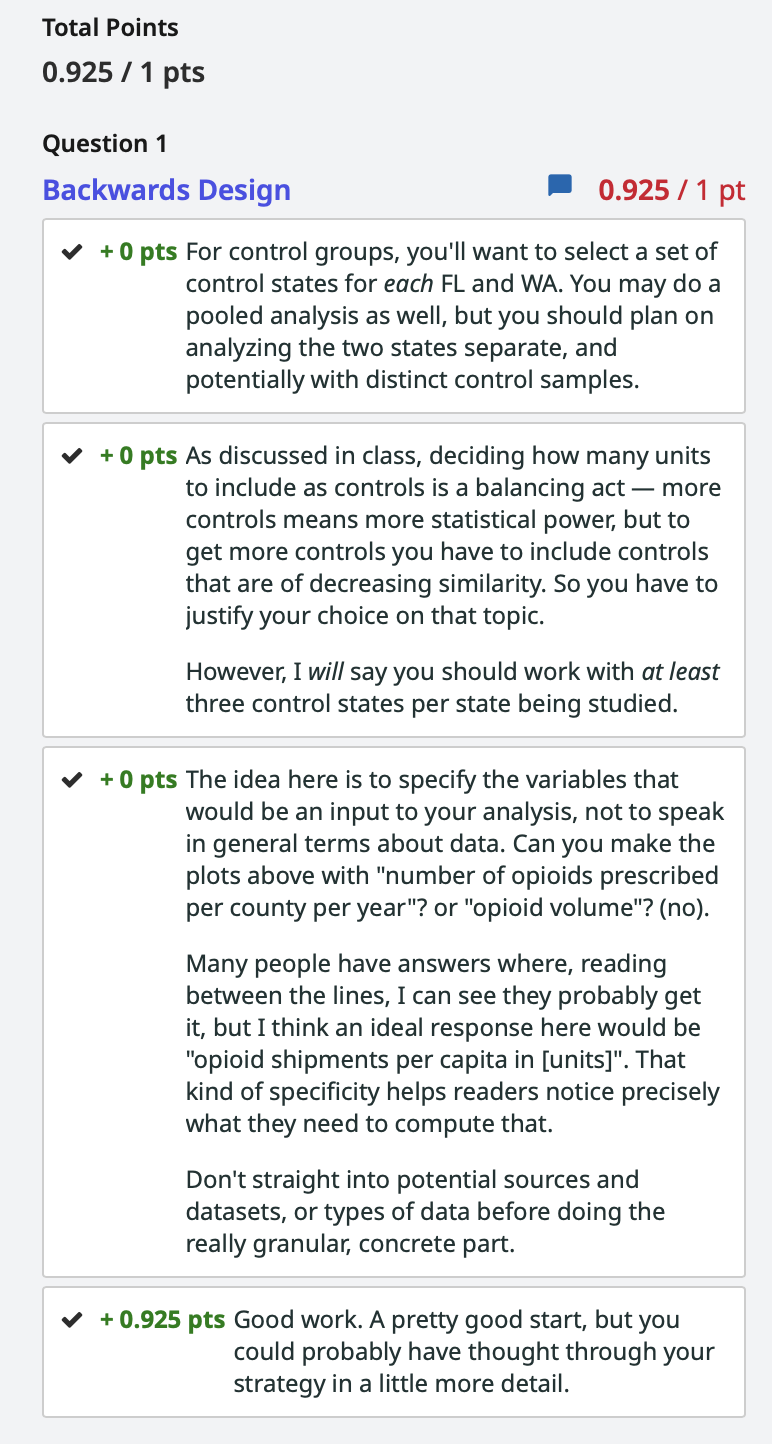 Total Points
0.925 / 1 pts
Question 1
Backwards Design
0.925 / 1 pt
+ 0 pts For control groups, you'll want to select a set of
control states for each FL and WA. You may do a
pooled analysis as well, but you should plan on
analyzing the two states separate, and
potentially with distinct control samples.
+ 0 pts As discussed in class, deciding how many units
to include as controls is a balancing act — more
controls means more statistical power, but to
get more controls you have to include controls
that are of decreasing similarity. So you have to
justify your choice on that topic.
However, I will say you should work with at least
three control states per state being studied.
+ 0 pts The idea here is to specify the variables that
would be an input to your analysis, not to speak
in general terms about data. Can you make the
plots above with "number of opioids prescribed
per county per year"? or "opioid volume"? (no).
Many people have answers where, reading
between the lines, I can see they probably get
it, but I think an ideal response here would be
"opioid shipments per capita in [units]". That
kind of specificity helps readers notice precisely
what they need to compute that.
Don't straight into potential sources and
datasets, or types of data before doing the
really granular, concrete part.
+ 0.925 pts Good work. A pretty good start, but you
could probably have thought through your
strategy in a little more detail.